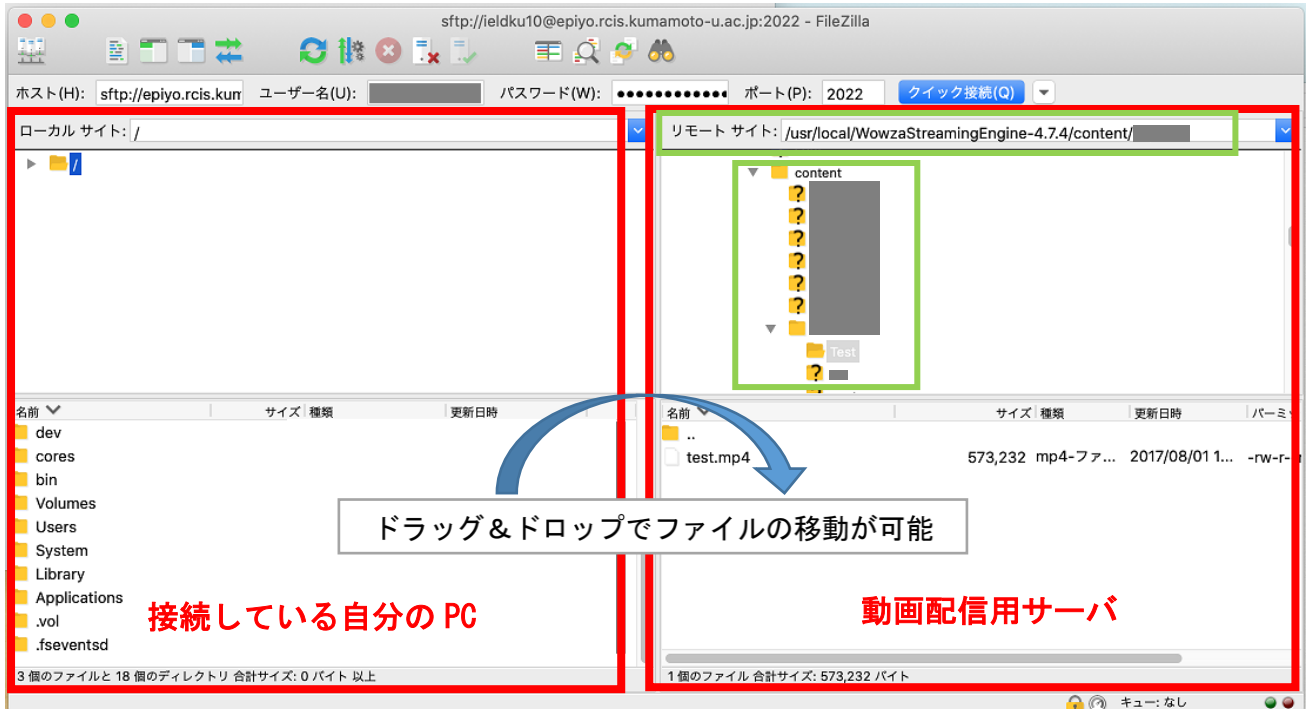 sftp://ieldku10@epiyo.rcis.kumamoto-u.ac.jp:2022 - FileZilla
ホスト(H): sftp://epiyo.rcis.kum ユーザー名(U): パスワード(W): ●●●●●●●●●●●● ポート(P): 2022 クイック接続(Q)
ローカル サイト: /
/
リモート サイト: /usr/local/WowzaStreamingEngine-4.7.4/content/
content
?
?
?
?
?
?
Test
?
名前 サイズ 種類 更新日時
dev
cores
bin
Volumes
Users
System
Library
Applications
.vol
.fseventsd
3 個のファイルと 18 個のディレクトリ 合計サイズ: 0 バイト 以上
名前 サイズ 種類 更新日時 パーミッ
..
test.mp4 573,232 mp4-ファ... 2017/08/01 1... -rw-r-
1 個のファイル 合計サイズ: 573,232 バイト
ドラッグ＆ドロップでファイルの移動が可能
接続している自分の PC
動画配信用サーバ
キュー: なし